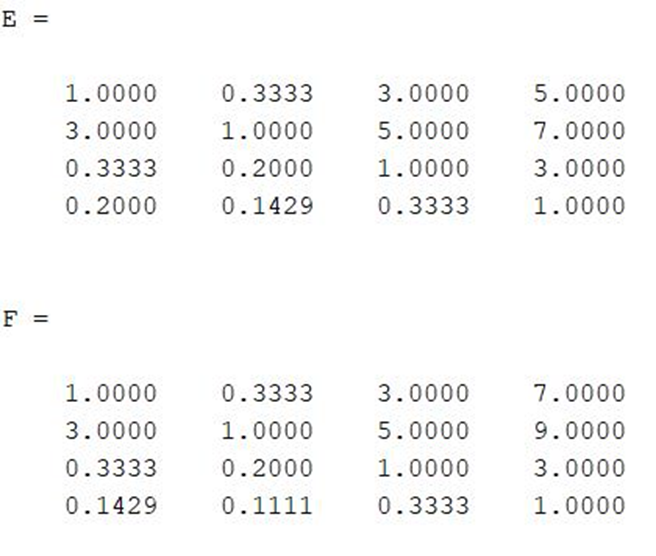 E =
1.0000 0.3333 3.0000 5.0000
3.0000 1.0000 5.0000 7.0000
0.3333 0.2000 1.0000 3.0000
0.2000 0.1429 0.3333 1.0000
F =
1.0000 0.3333 3.0000 7.0000
3.0000 1.0000 5.0000 9.0000
0.3333 0.2000 1.0000 3.0000
0.1429 0.1111 0.3333 1.0000